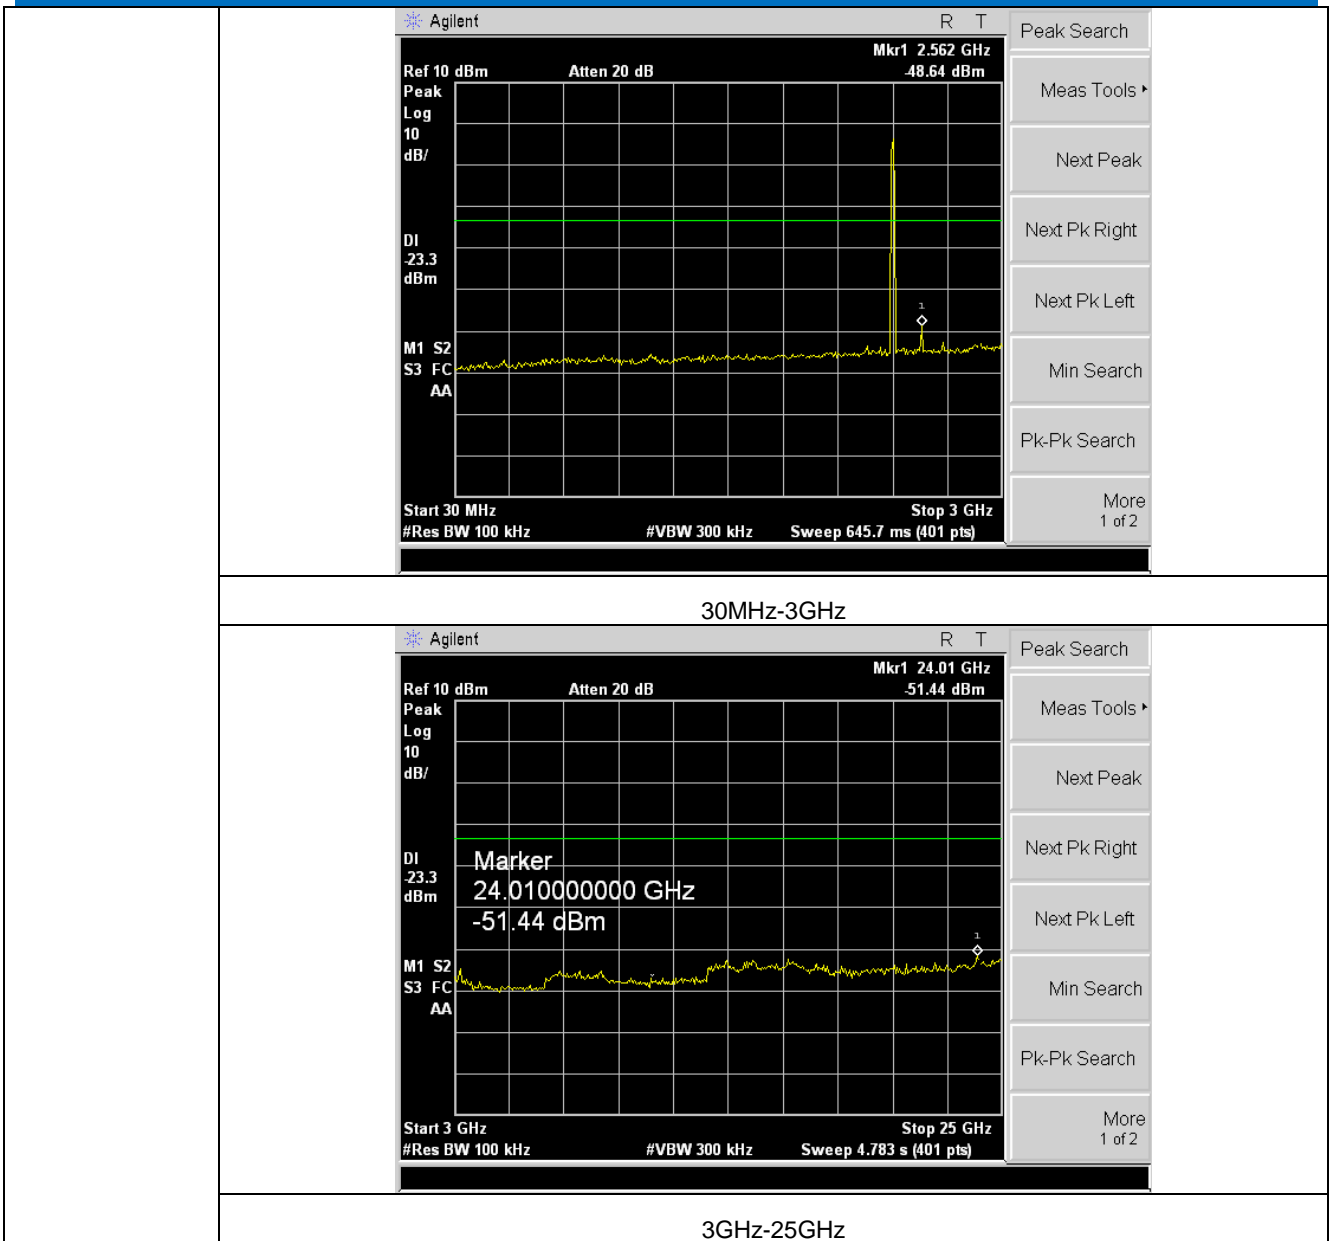 Agilent R T
Peak Search
Mkr1 2.562 GHz
Ref 10 dBm Atten 20 dB -48.64 dBm
Peak
Log
10
dB/
DI
-23.3
dBm
1
M1 S2
S3 FC
AA
Start 30 MHz Stop 3 GHz
#Res BW 100 kHz #VBW 300 kHz Sweep 645.7 ms (401 pts)
Meas Tools
Next Peak
Next Pk Right
Next Pk Left
Min Search
Pk-Pk Search
More
1 of 2
30MHz-3GHz
Agilent R T
Peak Search
Mkr1 24.01 GHz
Ref 10 dBm Atten 20 dB -51.44 dBm
Peak
Log
10
dB/
DI
-23.3
dBm
Marker
24.010000000 GHz
-51.44 dBm
1
M1 S2
S3 FC
AA
Start 3 GHz Stop 25 GHz
#Res BW 100 kHz #VBW 300 kHz Sweep 4.783 s (401 pts)
Meas Tools
Next Peak
Next Pk Right
Next Pk Left
Min Search
Pk-Pk Search
More
1 of 2
3GHz-25GHz